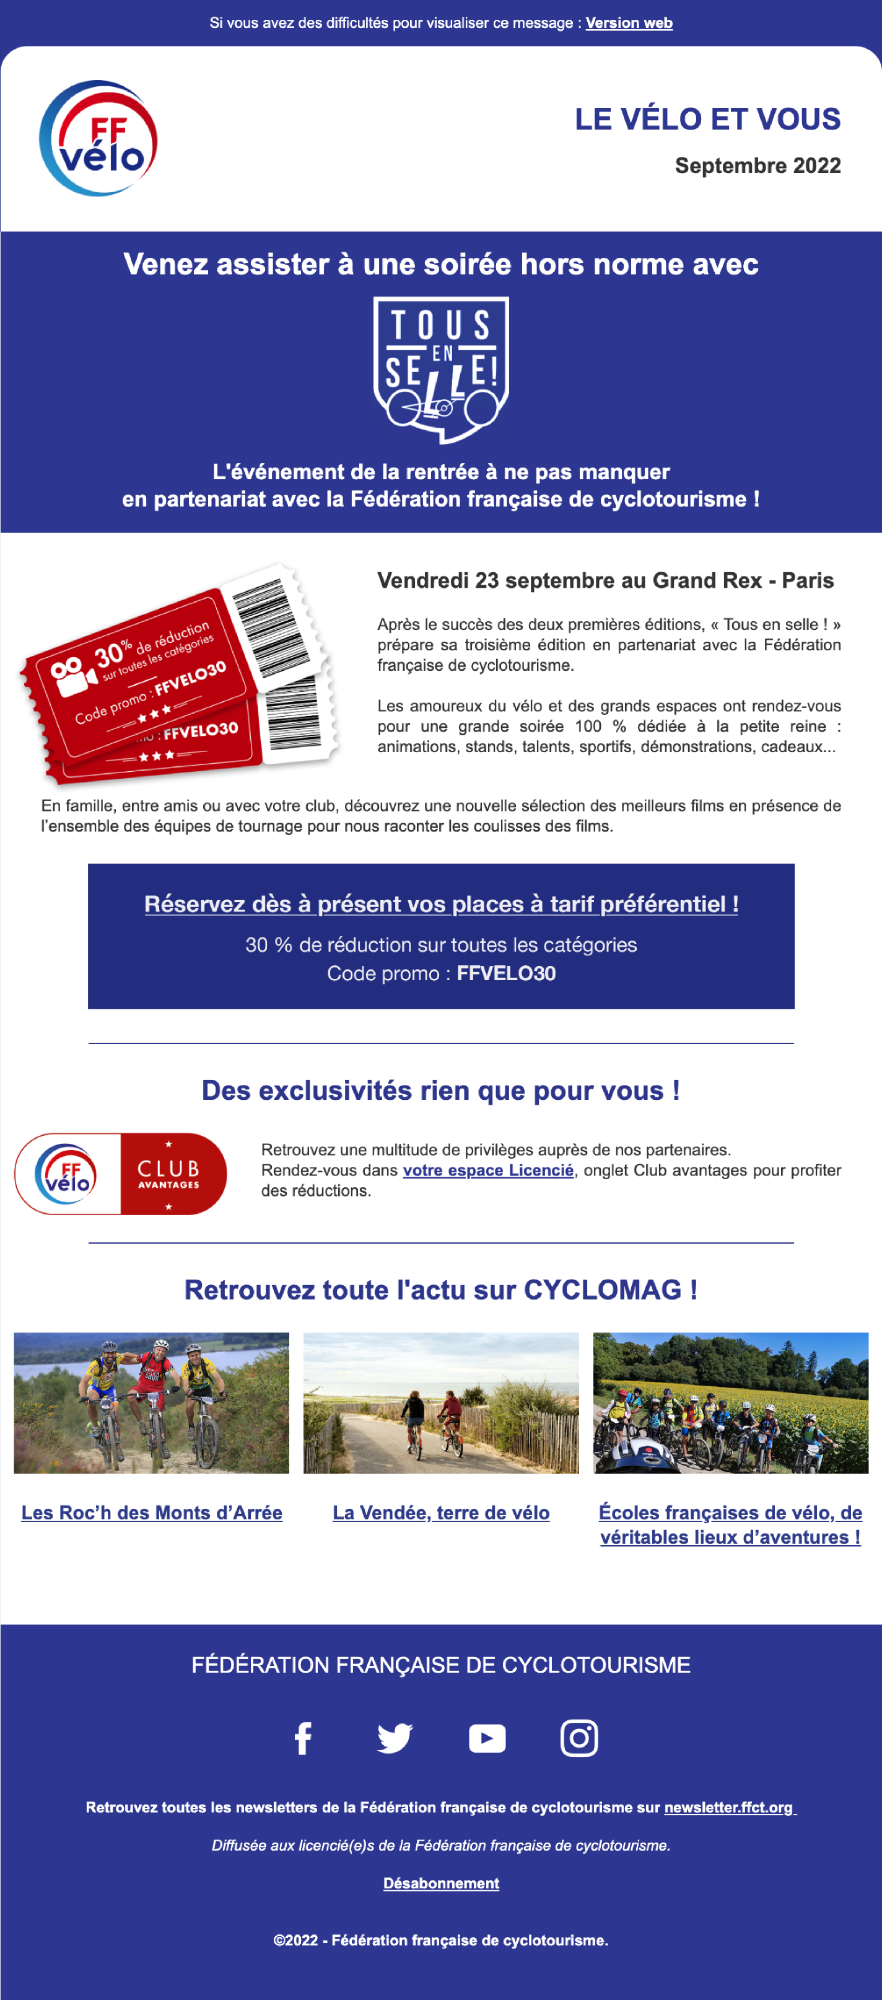 Si vous avez des difficultés pour visualiser ce message : Version web
FF
vélo
LE VÉLO ET VOUS
Septembre 2022
Venez assister à une soirée hors norme avec
TOUS
EN
SELLE!
L'événement de la rentrée à ne pas manquer
en partenariat avec la Fédération française de cyclotourisme !
30% de réduction
sur toutes les catégories
Code promo : FFVELO30
mo : FFVELO30
Vendredi 23 septembre au Grand Rex - Paris
Après le succès des deux premières éditions, « Tous en selle ! »
prépare sa troisième édition en partenariat avec la Fédération
française de cyclotourisme.
Les amoureux du vélo et des grands espaces ont rendez-vous
pour une grande soirée 100 % dédiée à la petite reine :
animations, stands, talents, sportifs, démonstrations, cadeaux...
En famille, entre amis ou avec votre club, découvrez une nouvelle sélection des meilleurs films en présence de
l'ensemble des équipes de tournage pour nous raconter les coulisses des films.
Réservez dès à présent vos places à tarif préférentiel !
30 % de réduction sur toutes les catégories
Code promo : FFVELO30
Des exclusivités rien que pour vous !
FF
vélo
CLUB
AVANTAGES
Retrouvez une multitude de privilèges auprès de nos partenaires.
Rendez-vous dans votre espace Licencié, onglet Club avantages pour profiter
des réductions.
Retrouvez toute l'actu sur CYCLOMAG !
Les Roc'h des Monts d'Arrée
La Vendée, terre de vélo
Écoles françaises de vélo, de
véritables lieux d'aventures !
FÉDÉRATION FRANÇAISE DE CYCLOTOURISME
Retrouvez toutes les newsletters de la Fédération française de cyclotourisme sur newsletter.ffct.org
Diffusée aux licencié(e)s de la Fédération française de cyclotourisme.
Désabonnement
©2022 - Fédération française de cyclotourisme.